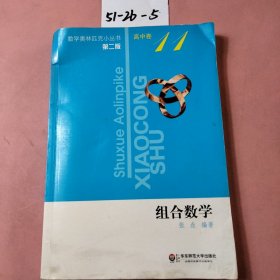 51-2b-5
数学奥林匹克小丛书
第二版
高中卷
11
Shuxue Aolinpike
XIAOCONG
SHU
组合数学
张垚 编著
华东师范大学出版社